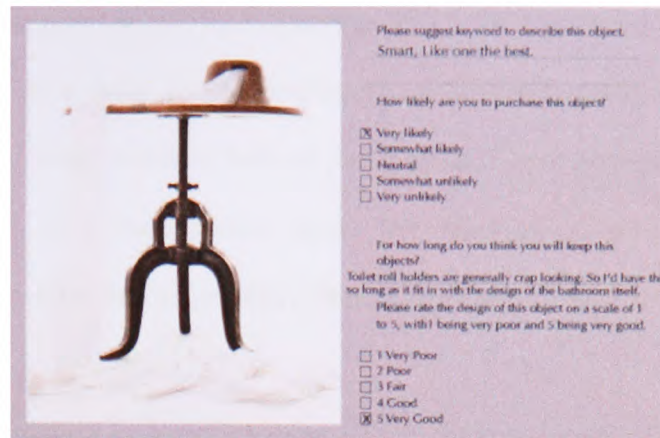 Please suggest keyword to describe this object.
Smart, Like one the best.
How likely are you to purchase this object?
☒ Very likely
☐ Somewhat likely
☐ Neutral
☐ Somewhat unlikely
☐ Very unlikely
For how long do you think you will keep this
objects?
Toilet roll holders are generally crap looking. So I'd have the
so long as it fit in with the design of the bathroom itself.
Please rate the design of this object on a scale of 1
to 5, with1 being very poor and 5 being very good.
☐ 1 Very Poor
☐ 2 Poor
☐ 3 Fair
☐ 4 Good
☒ 5 Very Good